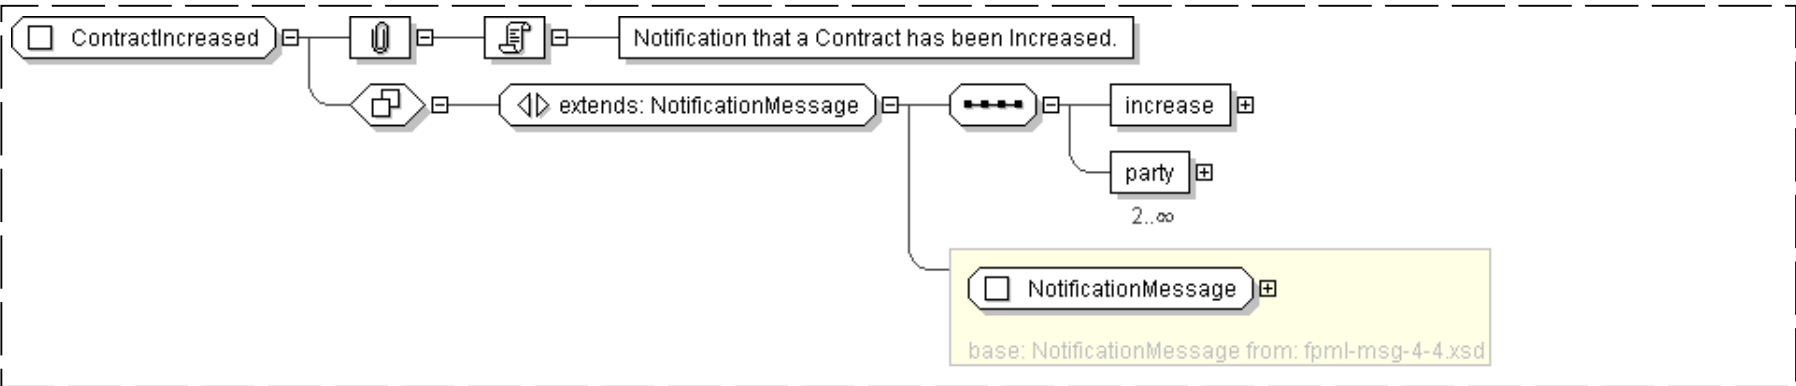 ContractIncreased
Notification that a Contract has been Increased.
extends: NotificationMessage
increase
party
2..∞
NotificationMessage
base: NotificationMessage from: fpml-msg-4-4.xsd